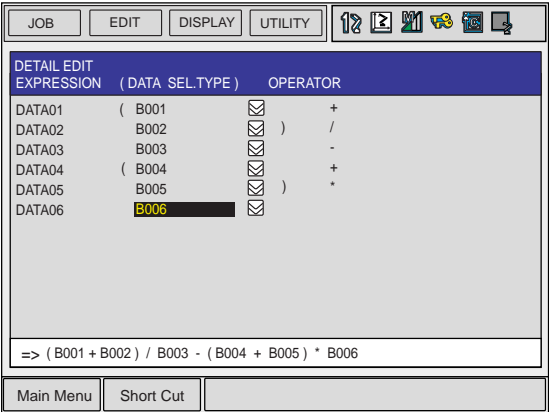 JOB EDIT DISPLAY UTILITY
DETAIL EDIT
EXPRESSION ( DATA SEL.TYPE ) OPERATOR
DATA01 ( B001 +
DATA02 B002 ) /
DATA03 B003 -
DATA04 ( B004 +
DATA05 B005 ) *
DATA06 B006
=> ( B001 + B002 ) / B003 - ( B004 + B005 ) * B006
Main Menu Short Cut